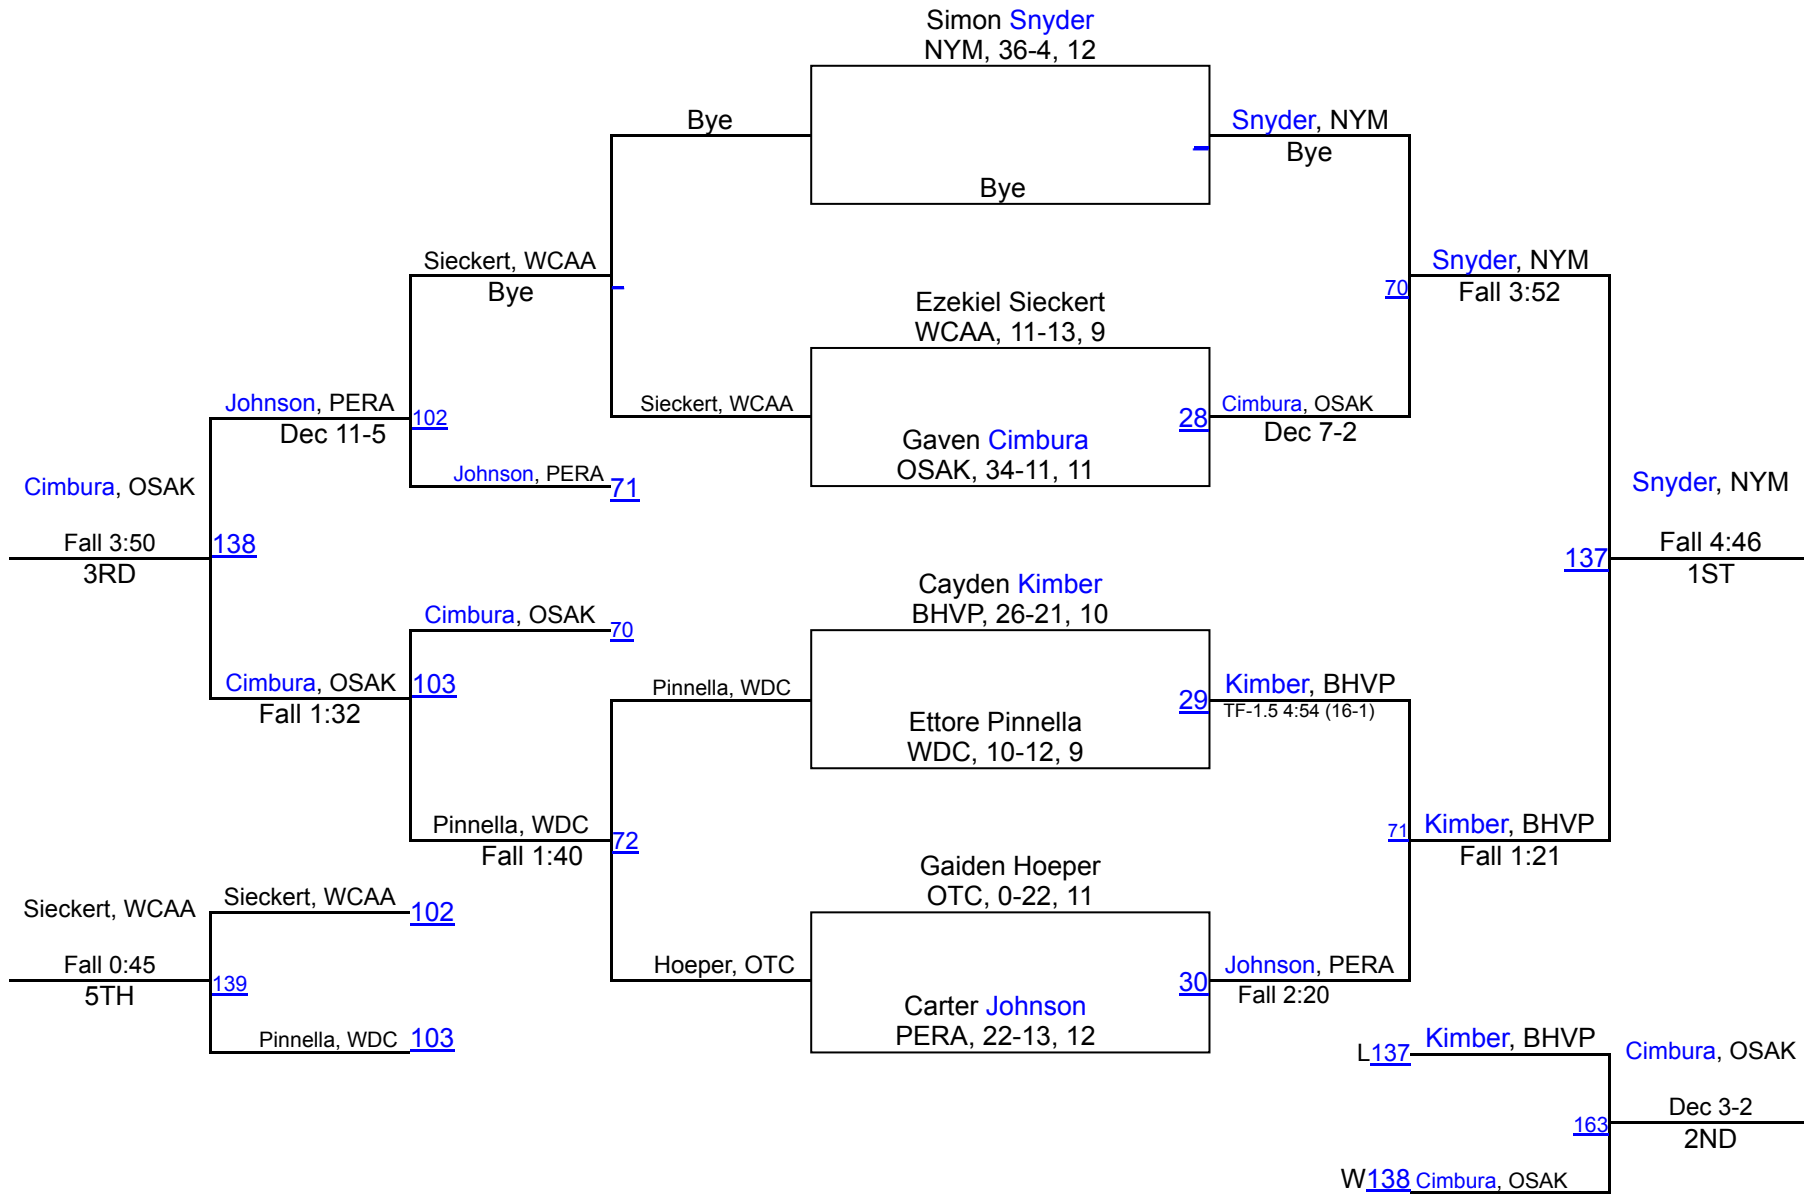 Simon Snyder
NYM, 36-4, 12
Bye
Snyder, NYM
Bye
Bye
Sieckert, WCAA
Bye
Snyder, NYM
70
Fall 3:52
Ezekiel Sieckert
WCAA, 11-13, 9
Johnson, PERA
102
Dec 11-5
Sieckert, WCAA
28
Cimbura, OSAK
Dec 7-2
Gaven Cimbura
OSAK, 34-11, 11
Johnson, PERA
71
Cimbura, OSAK
Snyder, NYM
Fall 3:50
138
3RD
137
Fall 4:46
1ST
Cayden Kimber
BHVP, 26-21, 10
Cimbura, OSAK
70
Cimbura, OSAK
103
Fall 1:32
Pinnella, WDC
29
Kimber, BHVP
TF-1.5 4:54 (16-1)
Ettore Pinnella
WDC, 10-12, 9
Pinnella, WDC
72
Fall 1:40
71
Kimber, BHVP
Fall 1:21
Gaiden Hoeper
OTC, 0-22, 11
Sieckert, WCAA
Sieckert, WCAA
102
Fall 0:45
139
5TH
Hoeper, OTC
30
Johnson, PERA
Fall 2:20
Carter Johnson
PERA, 22-13, 12
Pinnella, WDC
103
L137
Kimber, BHVP
Cimbura, OSAK
163
Dec 3-2
2ND
W138
Cimbura, OSAK